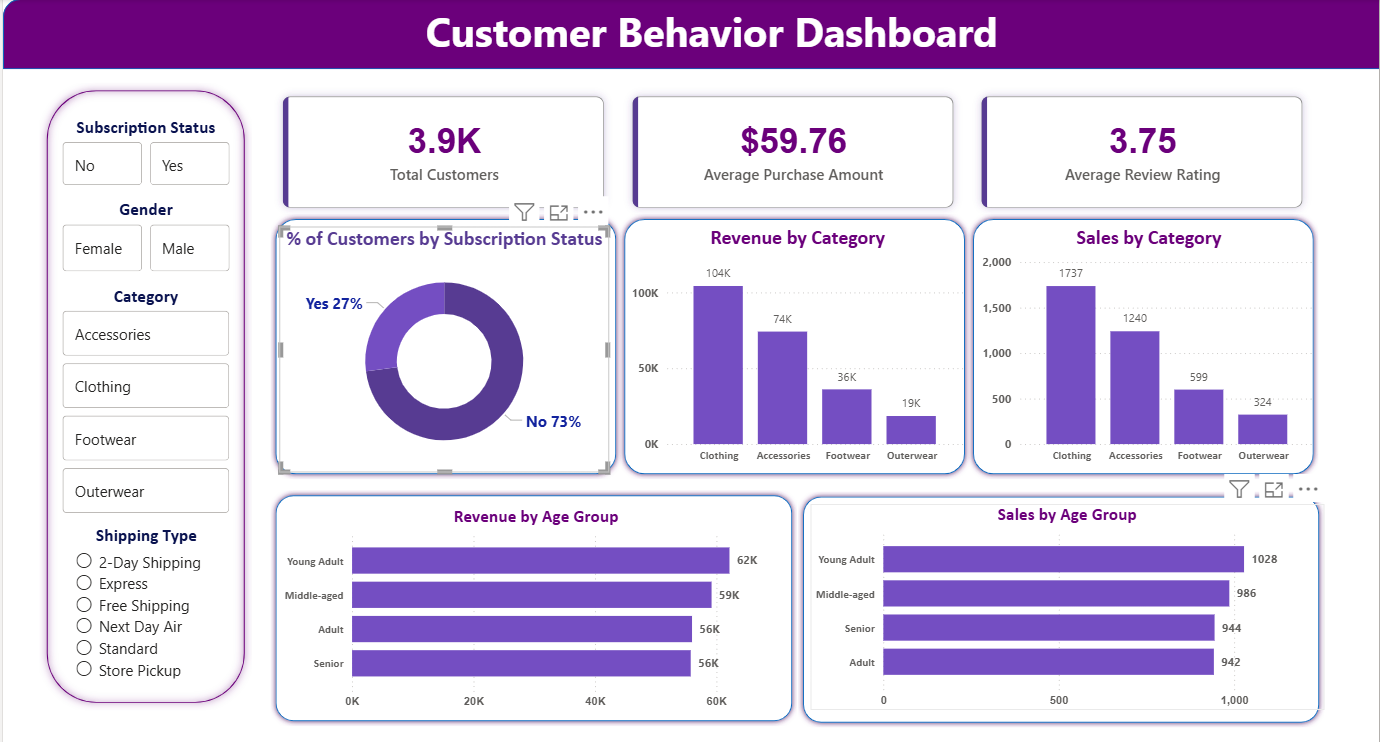 Customer Behavior Dashboard
Subscription Status
No Yes
Gender
Female Male
Category
Accessories
Clothing
Footwear
Outerwear
Shipping Type
2-Day Shipping
Express
Free Shipping
Next Day Air
Standard
Store Pickup
3.9K
Total Customers
$59.76
Average Purchase Amount
3.75
Average Review Rating
% of Customers by Subscription Status
Yes 27%
No 73%
Revenue by Category
104K
100K
74K
50K
36K
19K
0K
Clothing Accessories Footwear Outerwear
Sales by Category
2,000
1737
1,500
1240
1,000
599
500
324
0
Clothing Accessories Footwear Outerwear
Revenue by Age Group
Young Adult 62K
Middle-aged 59K
Adult 56K
Senior 56K
0K 20K 40K 60K
Sales by Age Group
Young Adult 1028
Middle-aged 986
Senior 944
Adult 942
0 500 1,000